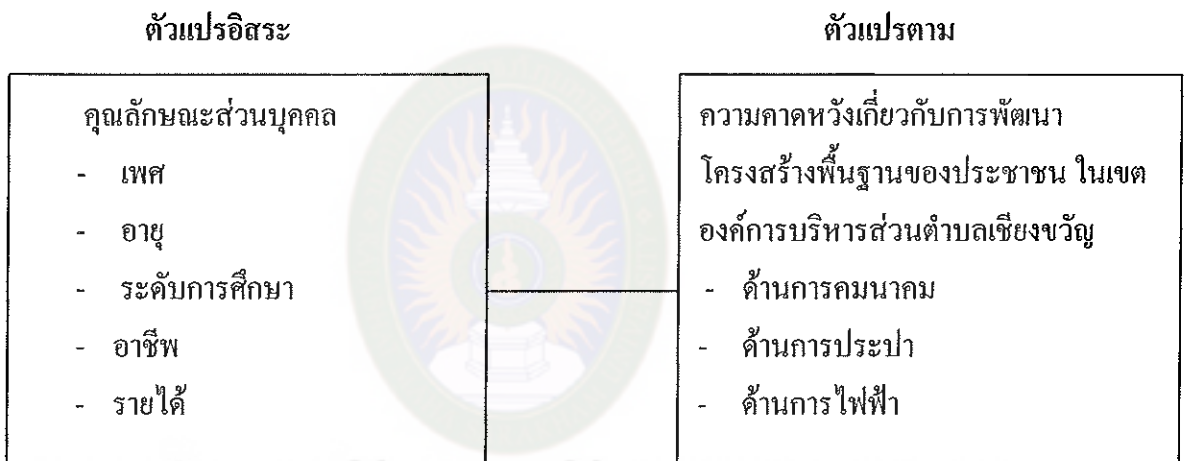 ตัวแปรอิสระ
ตัวแปรตาม
คุณลักษณะส่วนบุคคล
- เพศ
- อายุ
- ระดับการศึกษา
- อาชีพ
- รายได้
ความคาดหวังเกี่ยวกับการพัฒนา
โครงสร้างพื้นฐานของประชาชน ในเขต
องค์การบริหารส่วนตำบลเชียงขวัญ
- ด้านการคมนาคม
- ด้านการประปา
- ด้านการไฟฟ้า